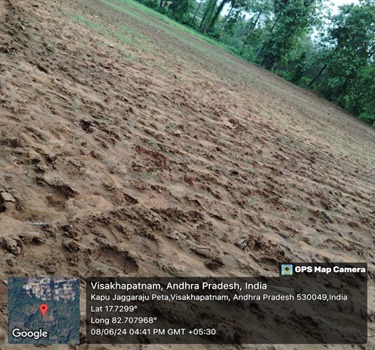 GPS Map Camera
Visakhapatnam, Andhra Pradesh, India
Kapu Jaggaraju Peta,Visakhapatnam, Andhra Pradesh 530049,India
Lat 17.7299°
Long 82.707968°
08/06/24 04:41 PM GMT +05:30
Google